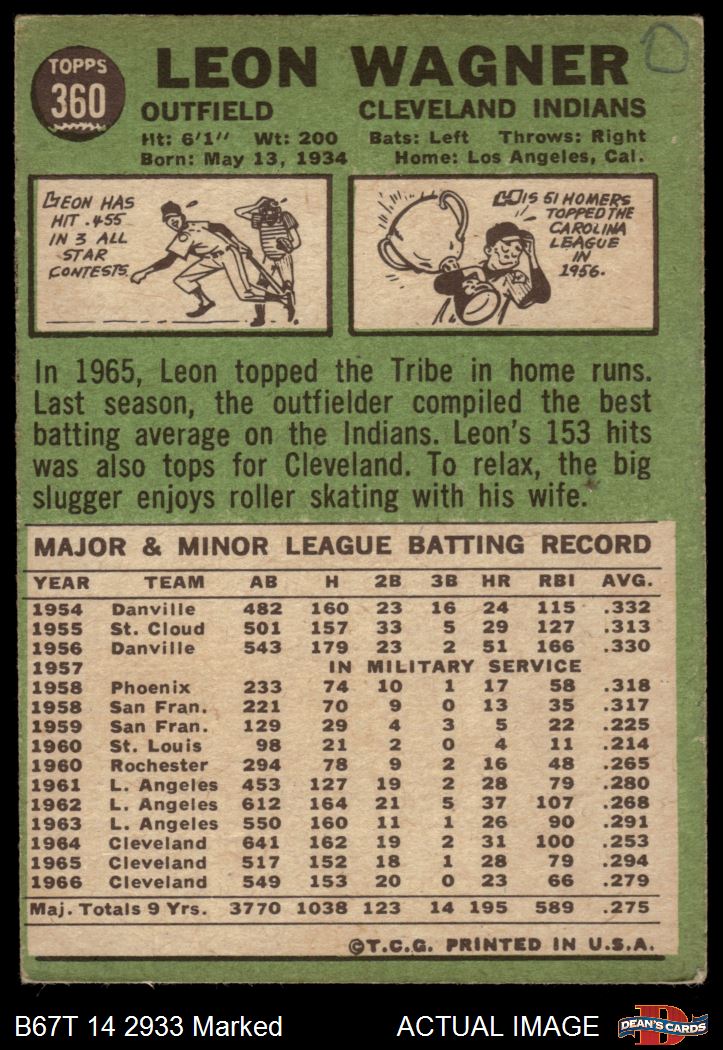 TOPPS
360
LEON WAGNER
OUTFIELD CLEVELAND INDIANS
Ht: 6'1" Wt: 200 Bats: Left Throws: Right
Born: May 13, 1934 Home: Los Angeles, Cal.
LEON HAS
HIT .455
IN 3 ALL
STAR
CONTESTS.
HIS 51 HOMERS
TOPPED THE
CAROLINA
LEAGUE
IN
1956.
In 1965, Leon topped the Tribe in home runs.
Last season, the outfielder compiled the best
batting average on the Indians. Leon's 153 hits
was also tops for Cleveland. To relax, the big
slugger enjoys roller skating with his wife.
MAJOR & MINOR LEAGUE BATTING RECORD
YEAR TEAM AB H 2B 3B HR RBI AVG.
1954 Danville 482 160 23 16 24 115 .332
1955 St. Cloud 501 157 33 5 29 127 .313
1956 Danville 543 179 23 2 51 166 .330
1957 IN MILITARY SERVICE
1958 Phoenix 233 74 10 1 17 58 .318
1958 San Fran. 221 70 9 0 13 35 .317
1959 San Fran. 129 29 4 3 5 22 .225
1960 St. Louis 98 21 2 0 4 11 .214
1960 Rochester 294 78 9 2 16 48 .265
1961 L. Angeles 453 127 19 2 28 79 .280
1962 L. Angeles 612 164 21 5 37 107 .268
1963 L. Angeles 550 160 11 1 26 90 .291
1964 Cleveland 641 162 19 2 31 100 .253
1965 Cleveland 517 152 18 1 28 79 .294
1966 Cleveland 549 153 20 0 23 66 .279
Maj. Totals 9 Yrs. 3770 1038 123 14 195 589 .275
©T.C.G. PRINTED IN U.S.A.
B67T 14 2933 Marked ACTUAL IMAGE DEAN'S CARDS